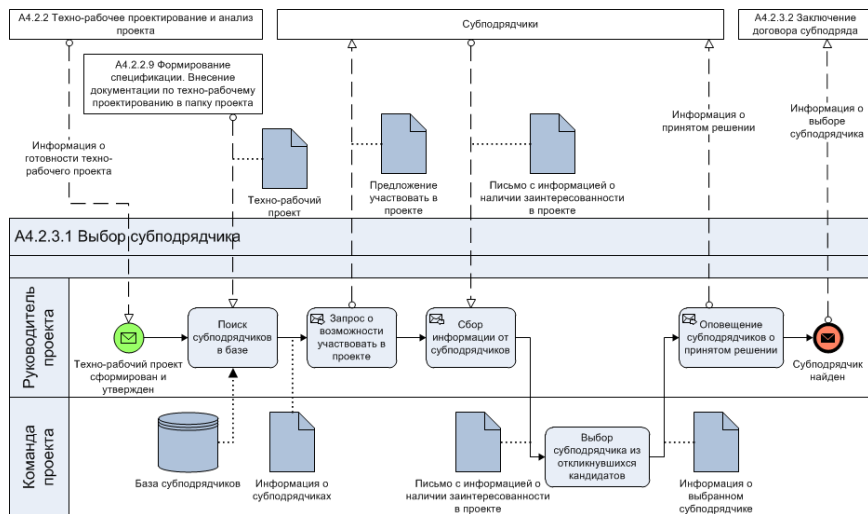 А4.2.2 Техно-рабочее проектирование и анализ
проекта
Субподрядчики
А4.2.3.2 Заключение
договора субподряда
А4.2.2.9 Формирование
спецификации. Внесение
документации по техно-рабочему
проектированию в папку проекта
Информация о
готовности техно-
рабочего проекта
Техно-рабочий
проект
Предложение
участвовать в
проекте
Письмо с информацией о
наличии заинтересованности
в проекте
Информация о
принятом решении
Информация о
выборе
субподрядчика
А4.2.3.1 Выбор субподрядчика
Руководитель
проекта
Техно-рабочий проект
сформирован и
утвержден
Поиск
субподрядчиков
в базе
Запрос о
возможности
участвовать в
проекте
Сбор
информации от
субподрядчиков
Оповещение
субподрядчиков о
принятом решении
Субподрядчик
найден
Команда
проекта
База субподрядчиков
Информация о
субподрядчиках
Письмо с информацией о
наличии заинтересованности
в проекте
Выбор
субподрядчика из
откликнувшихся
кандидатов
Информация о
выбранном
субподрядчике